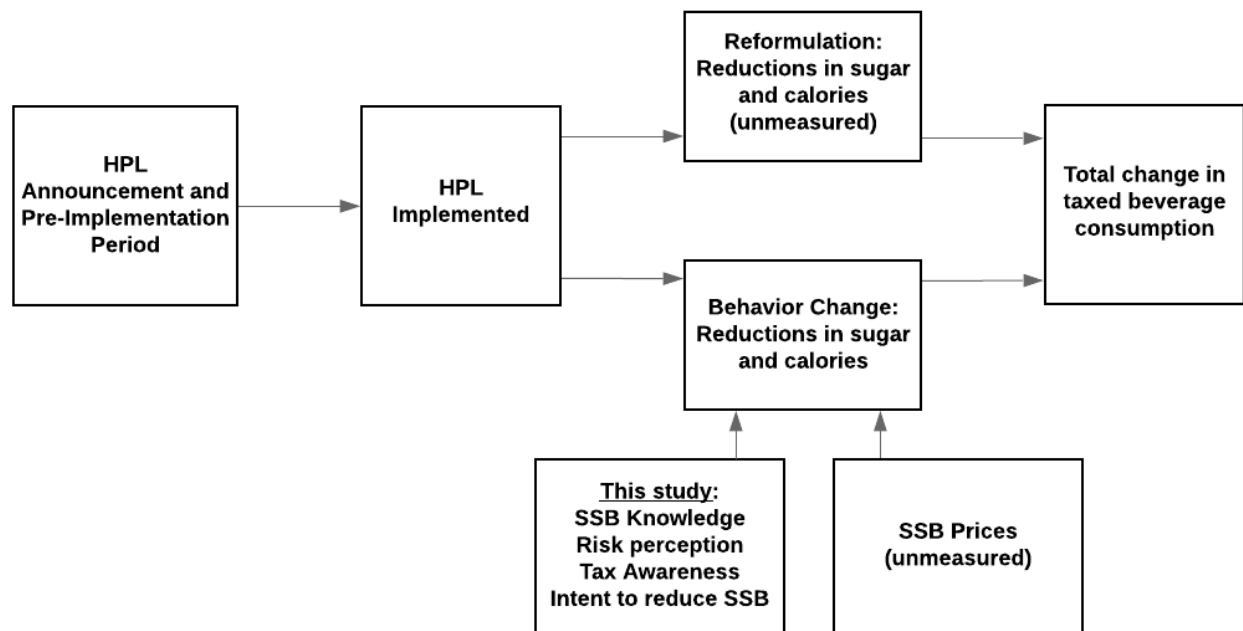 HPL
Announcement and
Pre-Implementation
Period
HPL
Implemented
Reformulation:
Reductions in sugar
and calories
(unmeasured)
Behavior Change:
Reductions in sugar
and calories
Total change in
taxed beverage
consumption
This study:
SSB Knowledge
Risk perception
Tax Awareness
Intent to reduce SSB
SSB Prices
(unmeasured)